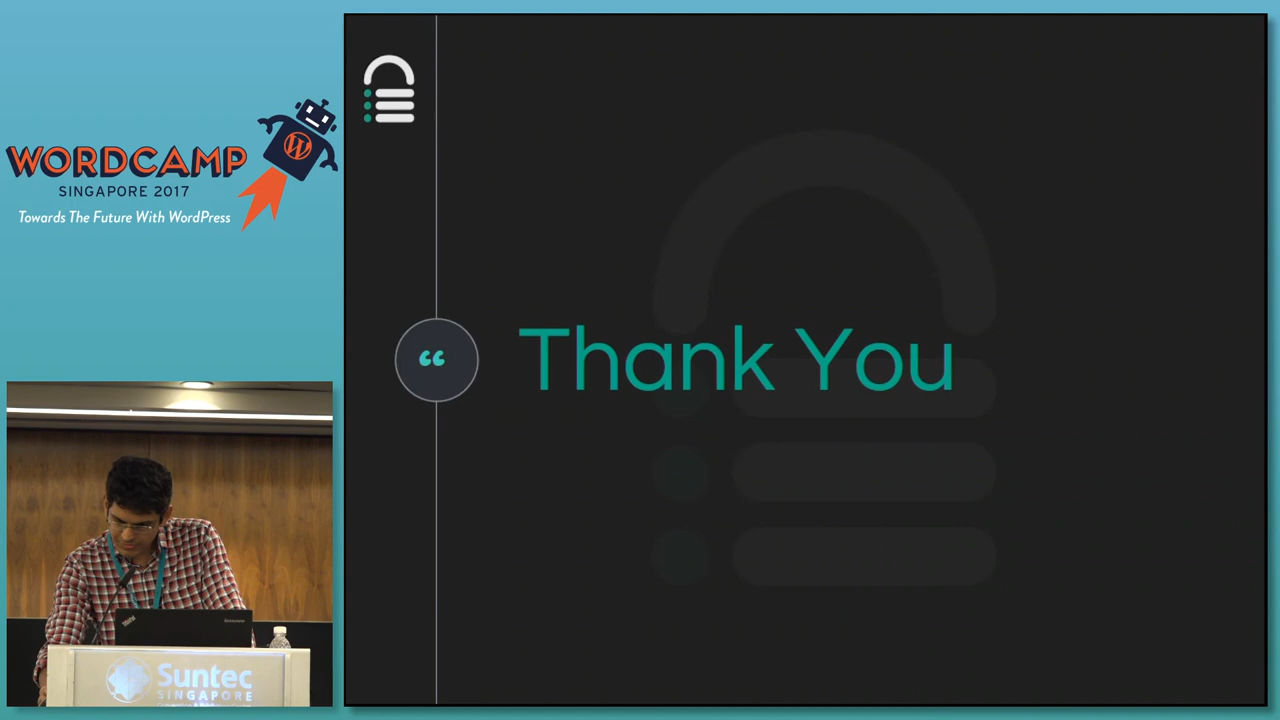 WORDCAMP
SINGAPORE 2017
Towards The Future With WordPress
“
Thank You
Suntec
SINGAPORE